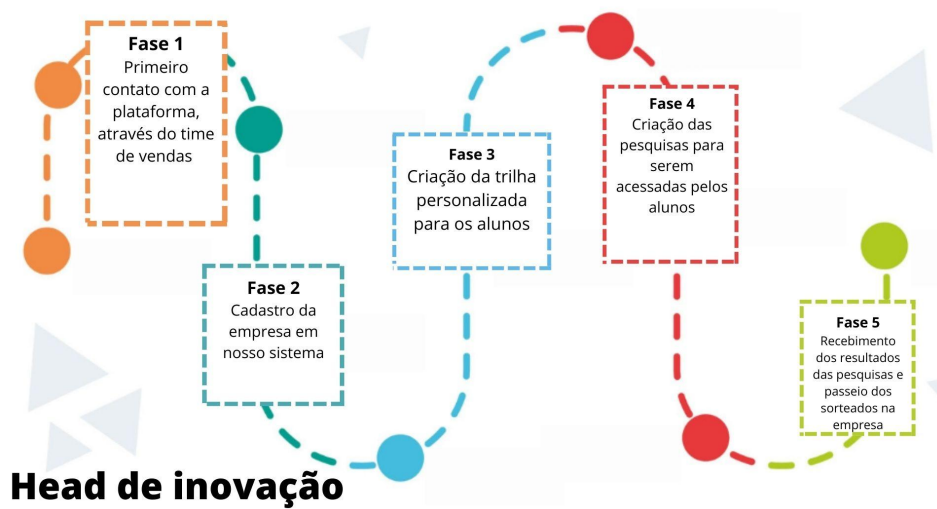 Fase 1
Primeiro
contato com a
plataforma,
através do time
de vendas
Fase 2
Cadastro da
empresa em
nosso sistema
Fase 3
Criação da trilha
personalizada
para os alunos
Fase 4
Criação das
pesquisas para
serem
acessadas pelos
alunos
Fase 5
Recebimento
dos resultados
das pesquisas e
passeio dos
sorteados na
empresa
Head de inovação